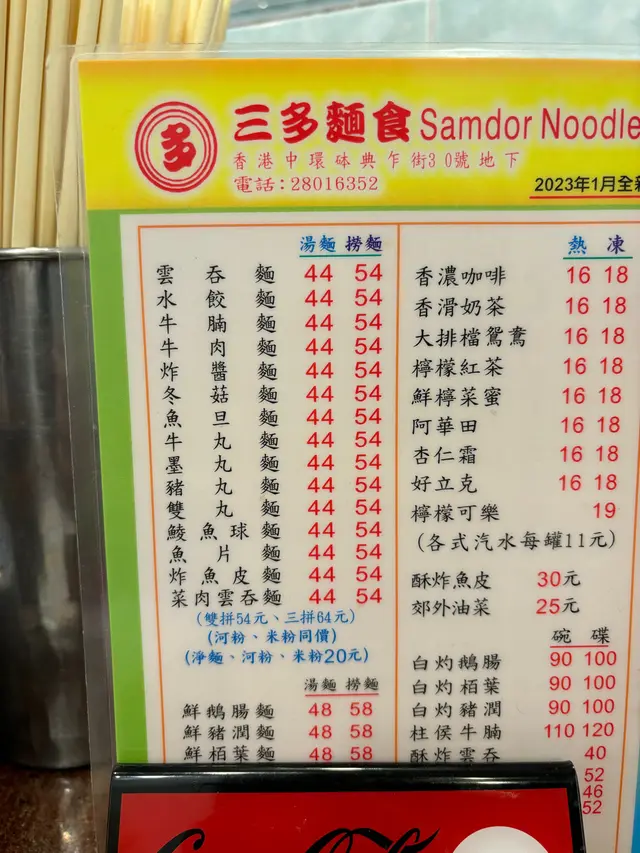 多
三多麵食 Samdor Noodle
香港中環砵典乍街30號地下
電話:28016352
2023年1月全新
湯麵 撈麵
雲吞麵 44 54
水餃麵 44 54
牛腩麵 44 54
牛肉麵 44 54
炸醬麵 44 54
冬菇麵 44 54
魚旦麵 44 54
牛丸麵 44 54
墨丸麵 44 54
豬丸麵 44 54
雙丸麵 44 54
鯪魚球麵 44 54
魚片麵 44 54
炸魚皮麵 44 54
菜肉雲吞麵 44 54
(雙拼54元、三拼64元)
(河粉、米粉同價)
(淨麵、河粉、米粉20元)
湯麵 撈麵
鮮鵝腸麵 48 58
鮮豬潤麵 48 58
鮮栢葉麵 48 58
熱 凍
香濃咖啡 16 18
香滑奶茶 16 18
大排檔鴛鴦 16 18
檸檬紅茶 16 18
鮮檸菜蜜 16 18
阿華田 16 18
杏仁霜 16 18
好立克 16 18
檸檬可樂 19
(各式汽水每罐11元)
酥炸魚皮 30元
郊外油菜 25元
碗 碟
白灼鵝腸 90 100
白灼栢葉 90 100
白灼豬潤 90 100
柱侯牛腩 110 120
酥炸雲吞 40
52
46
52